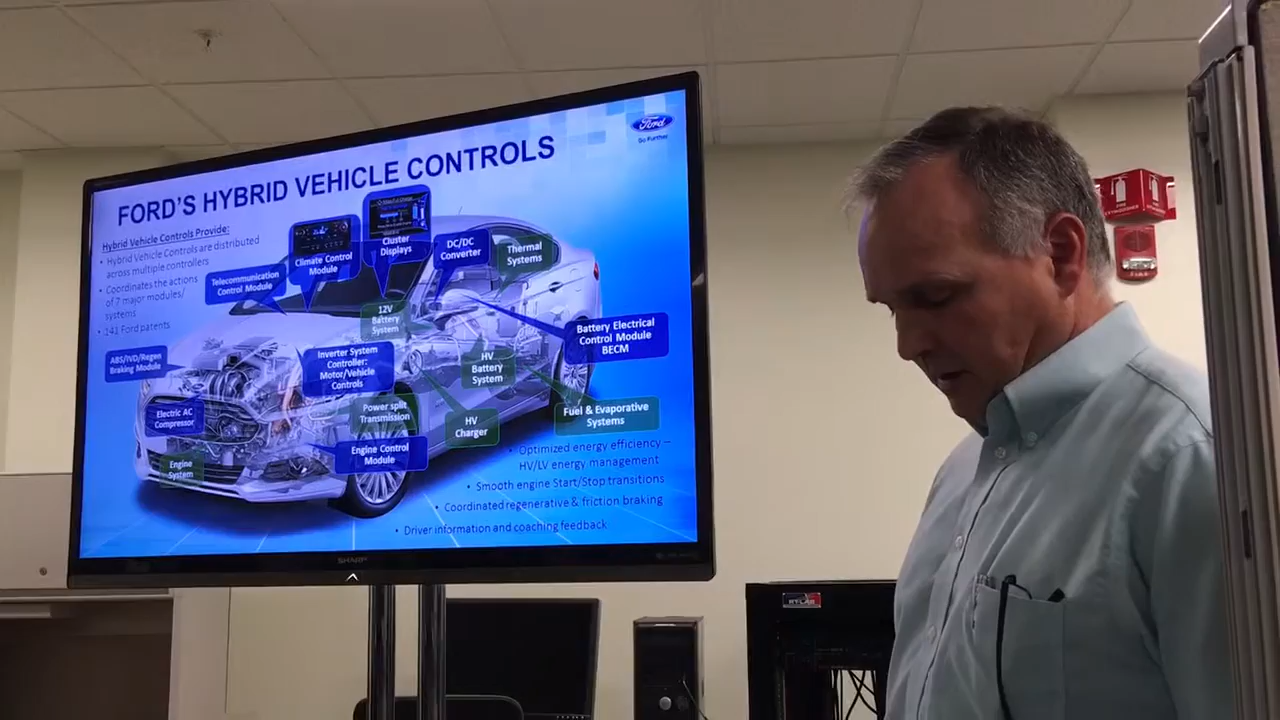 Ford
Go Further
FORD'S HYBRID VEHICLE CONTROLS
Hybrid Vehicle Controls Provide:
• Hybrid Vehicle Controls are distributed
across multiple controllers
• Coordinates the actions
of 7 major modules/
systems
• 141 Ford patents
Telecommunication
Control Module
Climate Control
Module
Cluster
Displays
DC/DC
Converter
Thermal
Systems
12V
Battery
System
Battery Electrical
Control Module
BECM
ABS/IVD/Regen
Braking Module
Inverter System
Controller:
Motor/Vehicle
Controls
HV
Battery
System
Electric AC
Compressor
Power split
Transmission
HV
Charger
Fuel & Evaporative
Systems
Engine Control
Module
Engine
System
• Optimized energy efficiency –
HV/LV energy management
• Smooth engine Start/Stop transitions
• Coordinated regenerative & friction braking
• Driver information and coaching feedback
SHARP
RT-LAB
FIRE
EXTINGUISHER